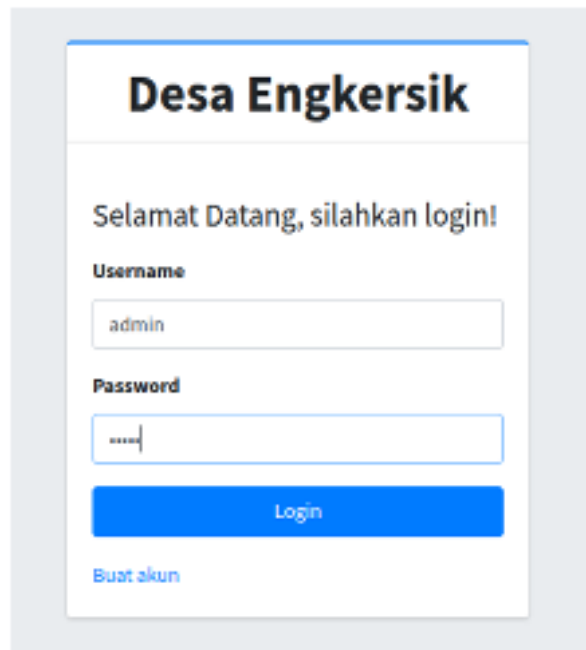 Desa Engkersik
Selamat Datang, silahkan login!
Username
admin
Password
•••••
Login
Buat akun